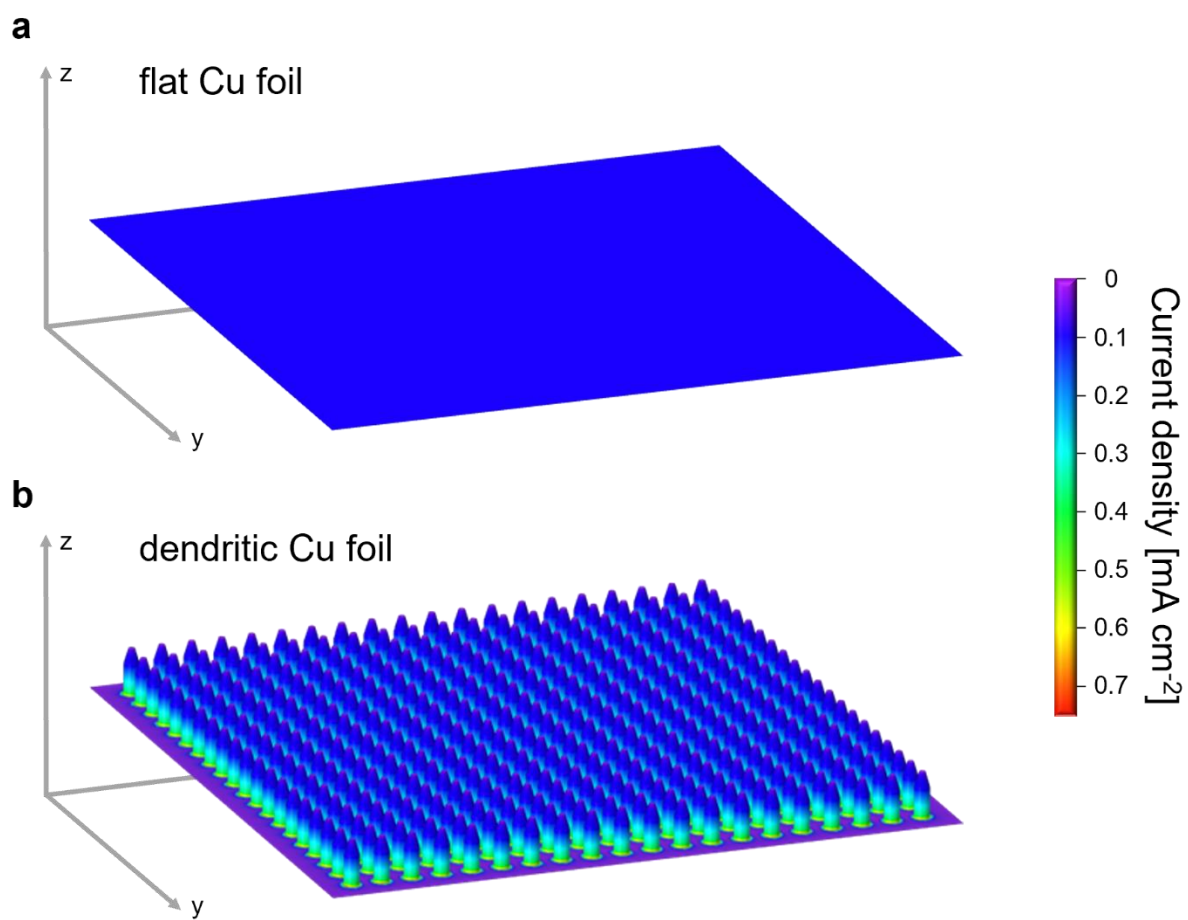 a
z
flat Cu foil
y
0
0.1
0.2
0.3
0.4
0.5
0.6
0.7
Current density [mA cm-2]
b
z
dendritic Cu foil
y